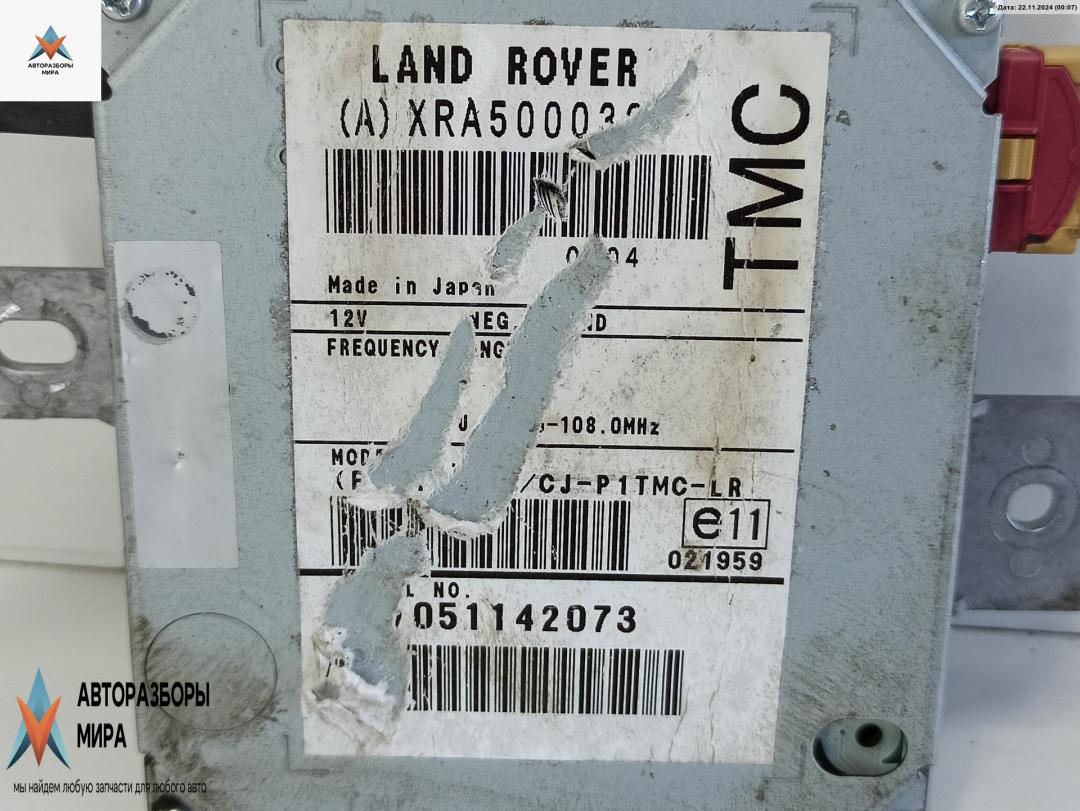 Дата: 22.11.2024 (00:07)
АВТОРАЗБОРЫ
МИРА
LAND ROVER
TMC
Made in Japan
12V
FREQUENCY
-108.0MHz
/CJ-P1TMC-LR
e11
021959
NO.
051142073
АВТОРАЗБОРЫ
МИРА
мы найдем любую запчасти для любого авто